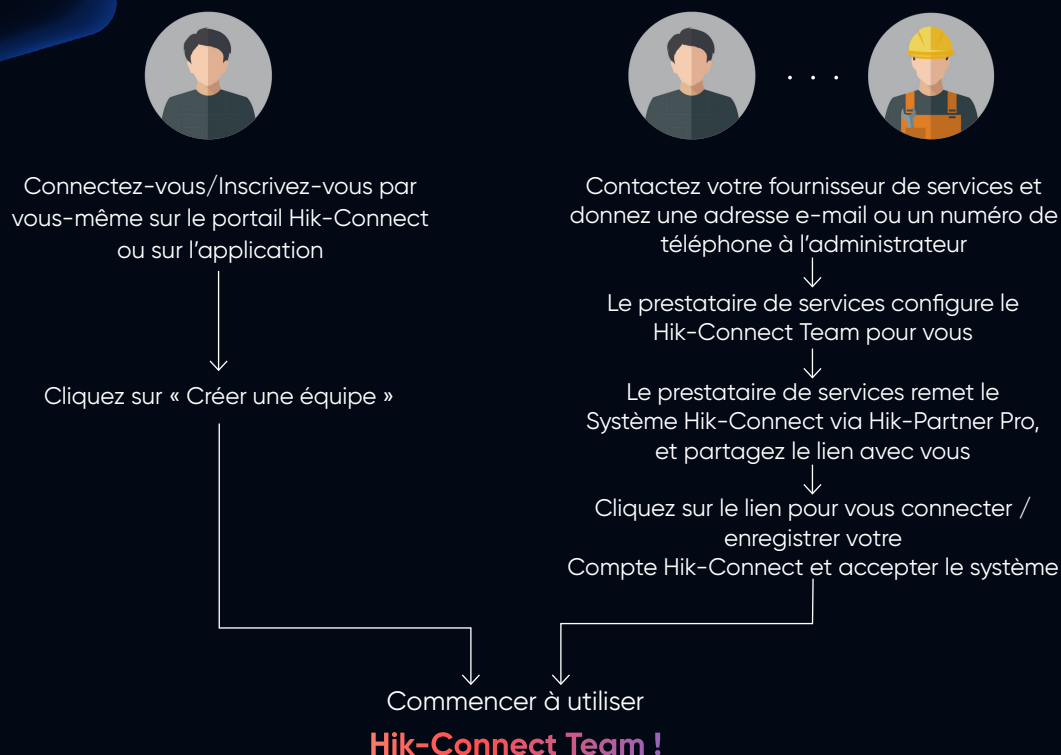 Connectez-vous/Inscrivez-vous par
vous-même sur le portail Hik-Connect
ou sur l'application
Cliquez sur « Créer une équipe »
. . .
Contactez votre fournisseur de services et
donnez une adresse e-mail ou un numéro de
téléphone à l'administrateur
Le prestataire de services configure le
Hik-Connect Team pour vous
Le prestataire de services remet le
Système Hik-Connect via Hik-Partner Pro,
et partagez le lien avec vous
Cliquez sur le lien pour vous connecter /
enregistrer votre
Compte Hik-Connect et accepter le système
Commencer à utiliser
Hik-Connect Team !